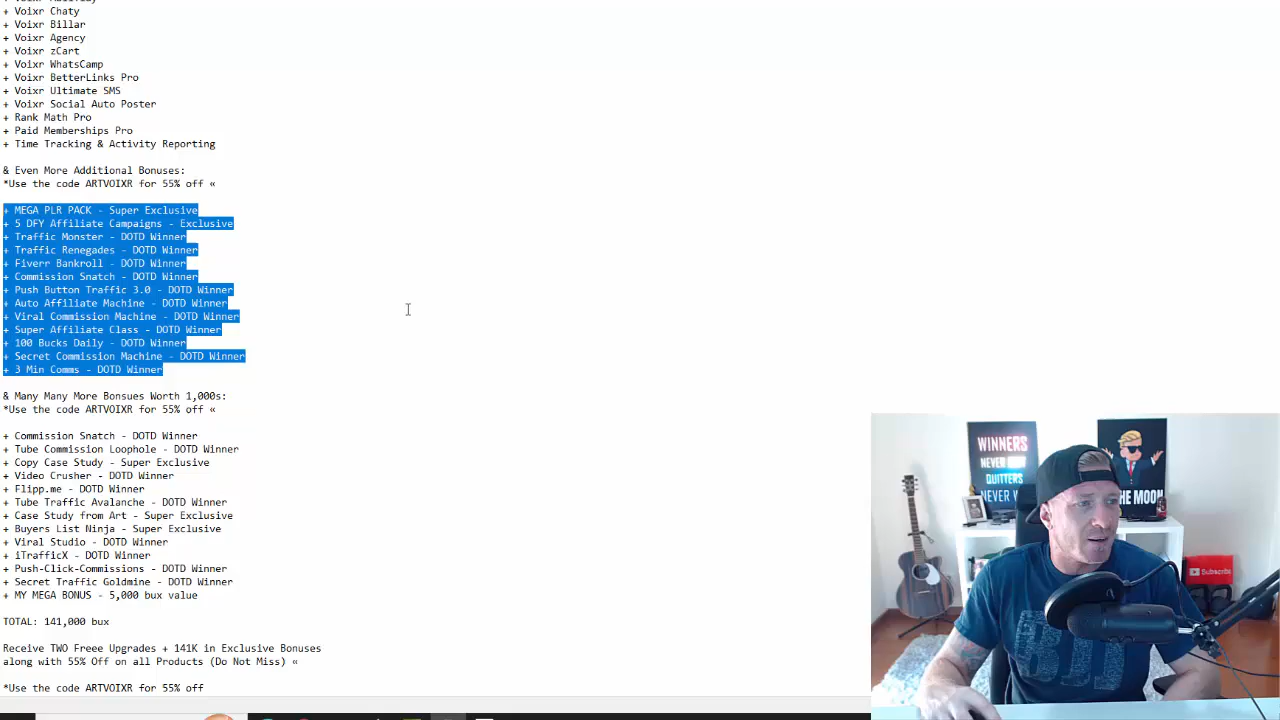 + Voixr Chaty
+ Voixr Billar
+ Voixr Agency
+ Voixr zCart
+ Voixr WhatsCamp
+ Voixr BetterLinks Pro
+ Voixr Ultimate SMS
+ Voixr Social Auto Poster
+ Rank Math Pro
+ Paid Memberships Pro
+ Time Tracking & Activity Reporting
& Even More Additional Bonuses:
*Use the code ARTVOIXR for 55% off «
+ MEGA PLR PACK - Super Exclusive
+ 5 DFY Affiliate Campaigns - Exclusive
+ Traffic Monster - DOTD Winner
+ Traffic Renegades - DOTD Winner
+ Fiverr Bankroll - DOTD Winner
+ Commission Snatch - DOTD Winner
+ Push Button Traffic 3.0 - DOTD Winner
+ Auto Affiliate Machine - DOTD Winner
+ Viral Commission Machine - DOTD Winner
+ Super Affiliate Class - DOTD Winner
+ 100 Bucks Daily - DOTD Winner
+ Secret Commission Machine - DOTD Winner
+ 3 Min Comms - DOTD Winner
& Many Many More Bonsues Worth 1,000s:
*Use the code ARTVOIXR for 55% off «
+ Commission Snatch - DOTD Winner
+ Tube Commission Loophole - DOTD Winner
+ Copy Case Study - Super Exclusive
+ Video Crusher - DOTD Winner
+ Flipp.me - DOTD Winner
+ Tube Traffic Avalanche - DOTD Winner
+ Case Study from Art - Super Exclusive
+ Buyers List Ninja - Super Exclusive
+ Viral Studio - DOTD Winner
+ iTrafficX - DOTD Winner
+ Push-Click-Commissions - DOTD Winner
+ Secret Traffic Goldmine - DOTD Winner
+ MY MEGA BONUS - 5,000 bux value
TOTAL: 141,000 bux
Receive TWO Freee Upgrades + 141K in Exclusive Bonuses
along with 55% Off on all Products (Do Not Miss) «
*Use the code ARTVOIXR for 55% off
WINNERS
NEVER
QUITTERS
NEVER
THE MOON
Subscribe